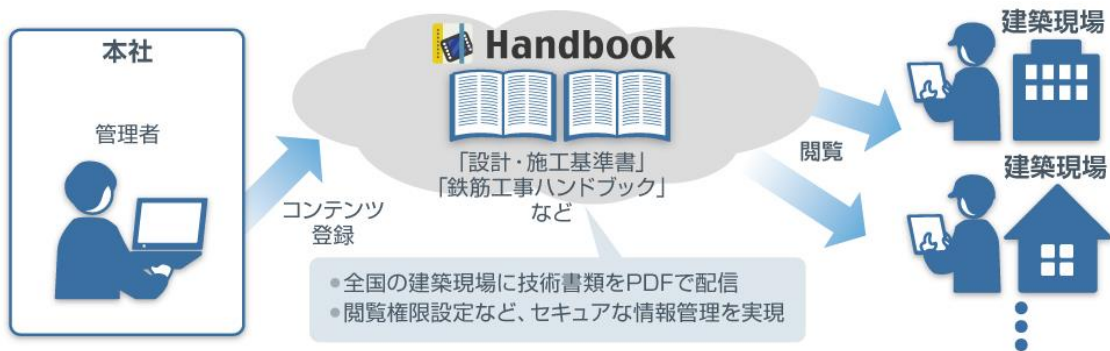 本社
管理者
コンテンツ
登録
Handbook
「設計・施工基準書」
「鉄筋工事ハンドブック」
など
●全国の建築現場に技術書類をPDFで配信
●閲覧権限設定など、セキュアな情報管理を実現
閲覧
建築現場
建築現場